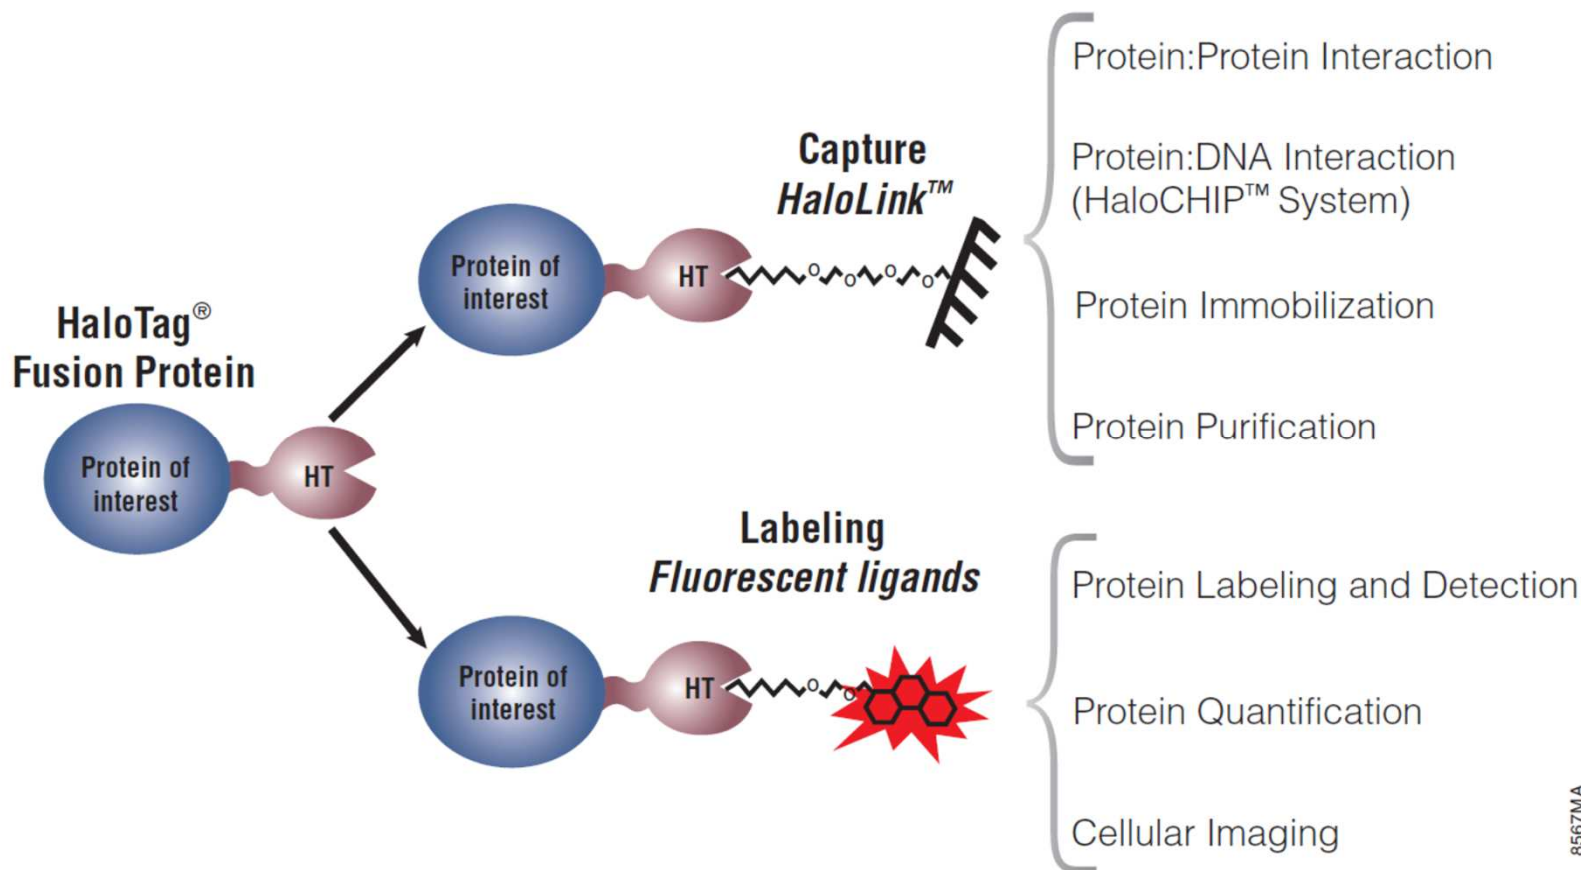 HaloTag®
Fusion Protein
Protein of
interest
HT
Capture
HaloLink™
Protein of
interest
HT
o
o
o
o
Protein:Protein Interaction
Protein:DNA Interaction
(HaloCHIP™ System)
Protein Immobilization
Protein Purification
Labeling
Fluorescent ligands
Protein of
interest
HT
o
o
Protein Labeling and Detection
Protein Quantification
Cellular Imaging
8567MA